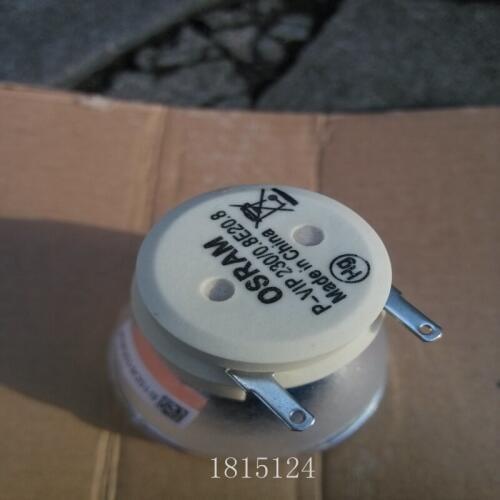 OSRAM
P-VIP 230/0.8E20.8
Made in China
Hg
1815124